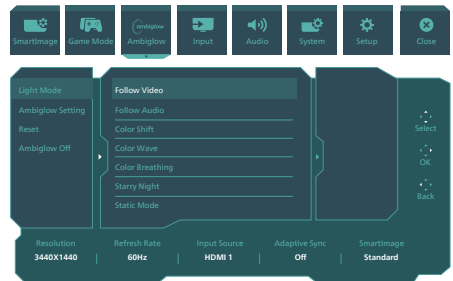 ambiglow
SmartImage Game Mode Ambiglow Input Audio System Setup Close
Light Mode
Ambiglow Setting
Reset
Ambiglow Off
Follow Video
Follow Audio
Color Shift
Color Wave
Color Breathing
Starry Night
Static Mode
Select
OK
Back
Resolution Refresh Rate Input Source Adaptive Sync SmartImage
3440X1440 | 60Hz | HDMI 1 | Off | Standard